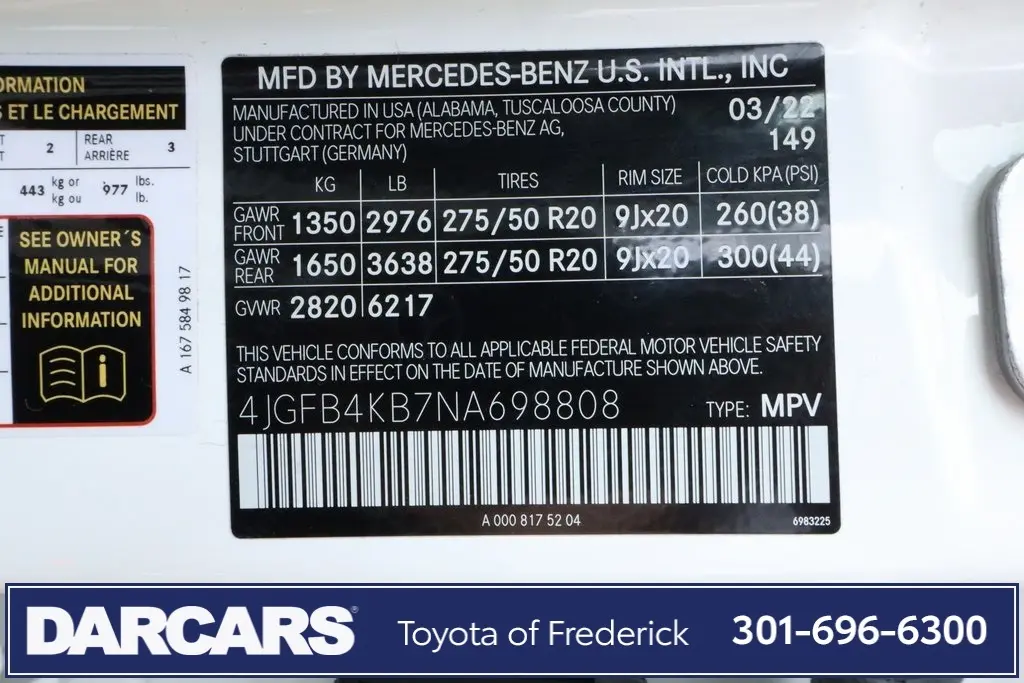 ORMATION
S ET LE CHARGEMENT
T 2 REAR 3
T ARRIÈRE
443 kg or 977 lbs.
kg ou lb.
SEE OWNER´S
MANUAL FOR
ADDITIONAL
INFORMATION
i
A 167 584 98 17
MFD BY MERCEDES-BENZ U.S. INTL., INC
MANUFACTURED IN USA (ALABAMA, TUSCALOOSA COUNTY) 03/22
UNDER CONTRACT FOR MERCEDES-BENZ AG, 149
STUTTGART (GERMANY)
KG LB TIRES RIM SIZE COLD KPA (PSI)
GAWR FRONT 1350 2976 275/50 R20 9Jx20 260(38)
GAWR REAR 1650 3638 275/50 R20 9Jx20 300(44)
GVWR 2820 6217
THIS VEHICLE CONFORMS TO ALL APPLICABLE FEDERAL MOTOR VEHICLE SAFETY
STANDARDS IN EFFECT ON THE DATE OF MANUFACTURE SHOWN ABOVE.
4JGFB4KB7NA698808 TYPE: MPV
A 000 817 52 04 6983225
DARCARS® Toyota of Frederick 301-696-6300